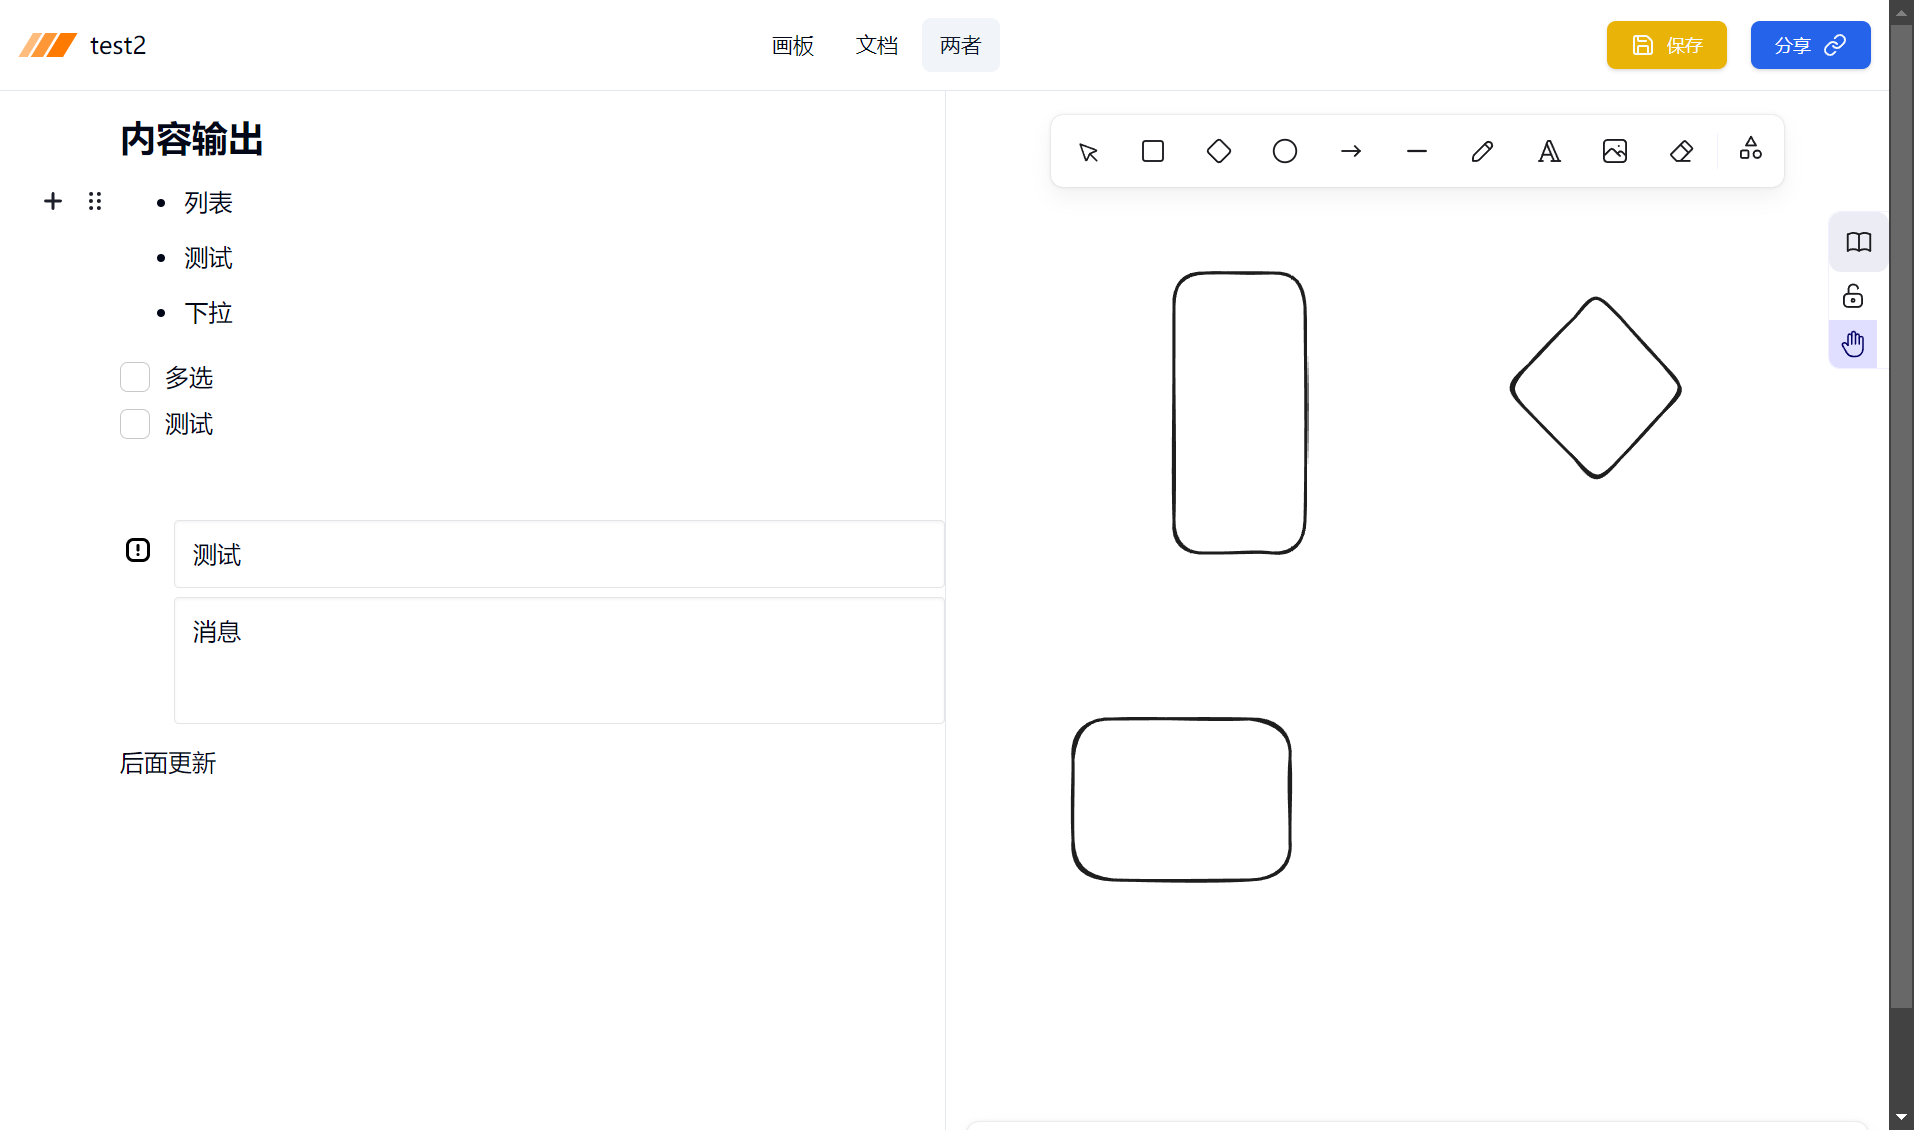 test2
画板 文档 两者
保存
分享
内容输出
列表
测试
下拉
多选
测试
测试
消息
后面更新